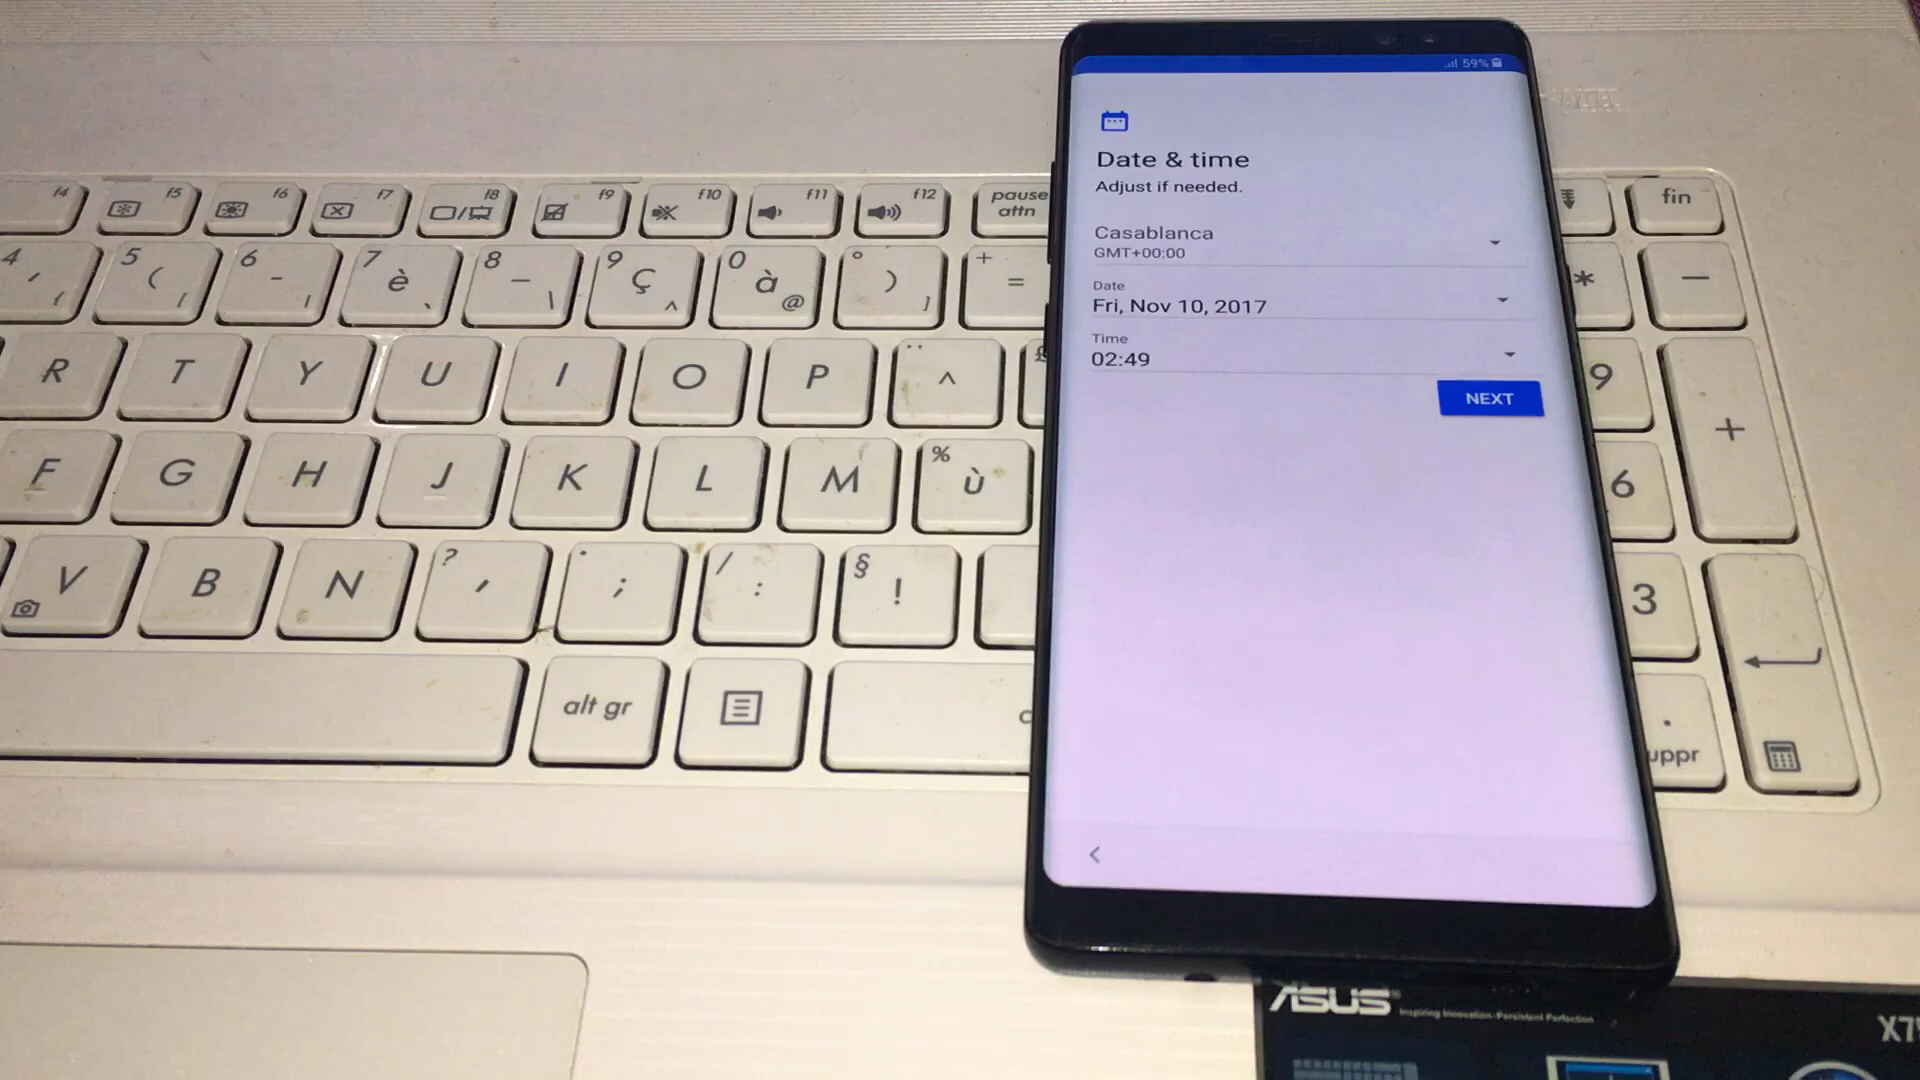 59%
Date & time
Adjust if needed.
Casablanca
GMT+00:00
Date
Fri, Nov 10, 2017
Time
02:49
NEXT
f4 f5 f6 f7 f8 f9 f10 f11 f12 pause attn fin
4 ' { 5 ( [ 6 - | 7 è ` 8 _ \ 9 ç ^ 0 à @ ° ) ] + = * -
R T Y U I O P ¨ ^ £ 9 +
F G H J K L M % ù 6
V B N ? , . ; / : § ! 3
alt gr .
uppr
ASUS
Inspiring Innovation · Persistent Perfection